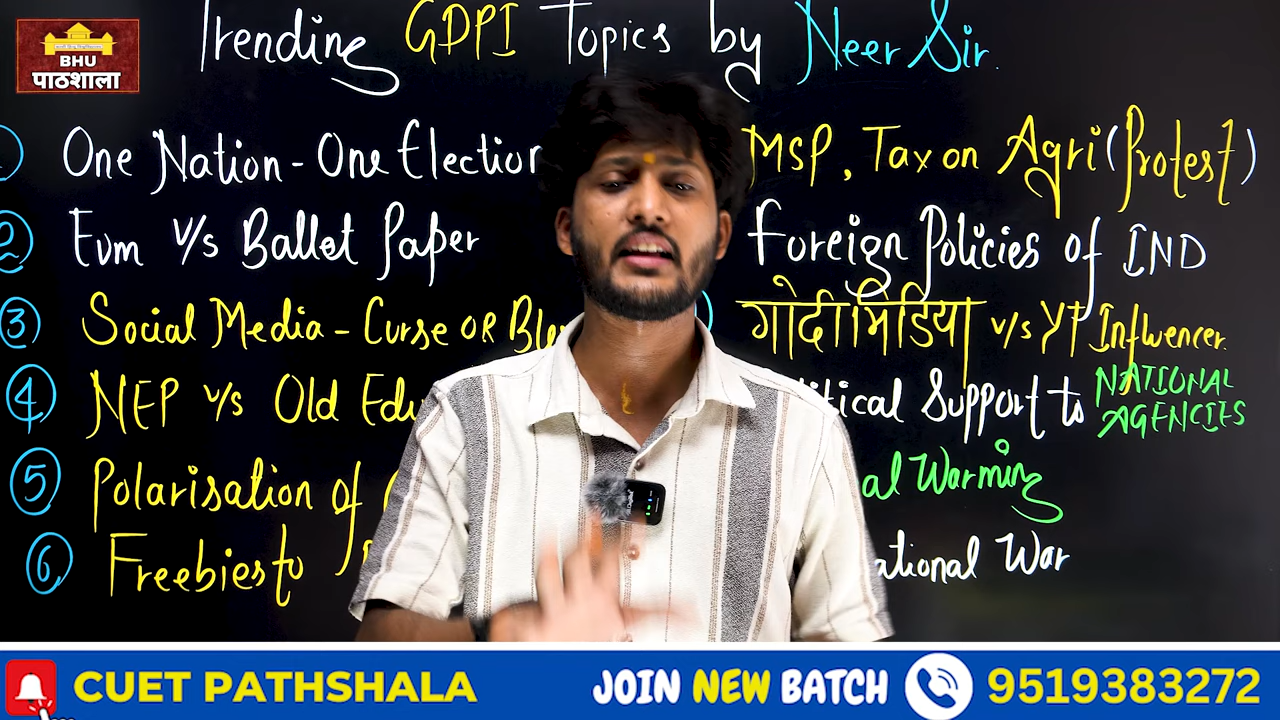 BHU
पाठशाला
Trending GDPI Topics by Neer Sir.
① One Nation - One Election
② Evm v/s Ballot Paper
③ Social Media - Curse OR
④ NEP v/s Old
⑤ Polarisation of
⑥ Freebies to
MSP, Tax on Agri (Protest)
Foreign Policies of IND
गोदी मिडिया v/s YT Influencer.
Support to NATIONAL
AGENCIES
Warming
War
CUET PATHSHALA
JOIN NEW BATCH
9519383272